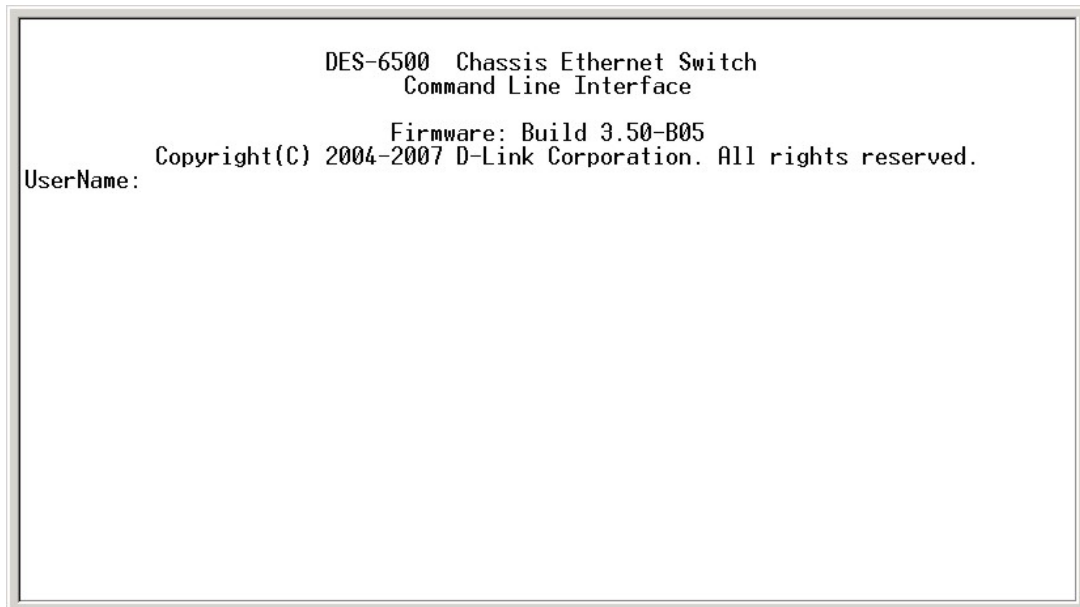 DES-6500  Chassis Ethernet Switch
Command Line Interface
Firmware: Build 3.50-B05
Copyright(C) 2004-2007 D-Link Corporation. All rights reserved.
UserName: